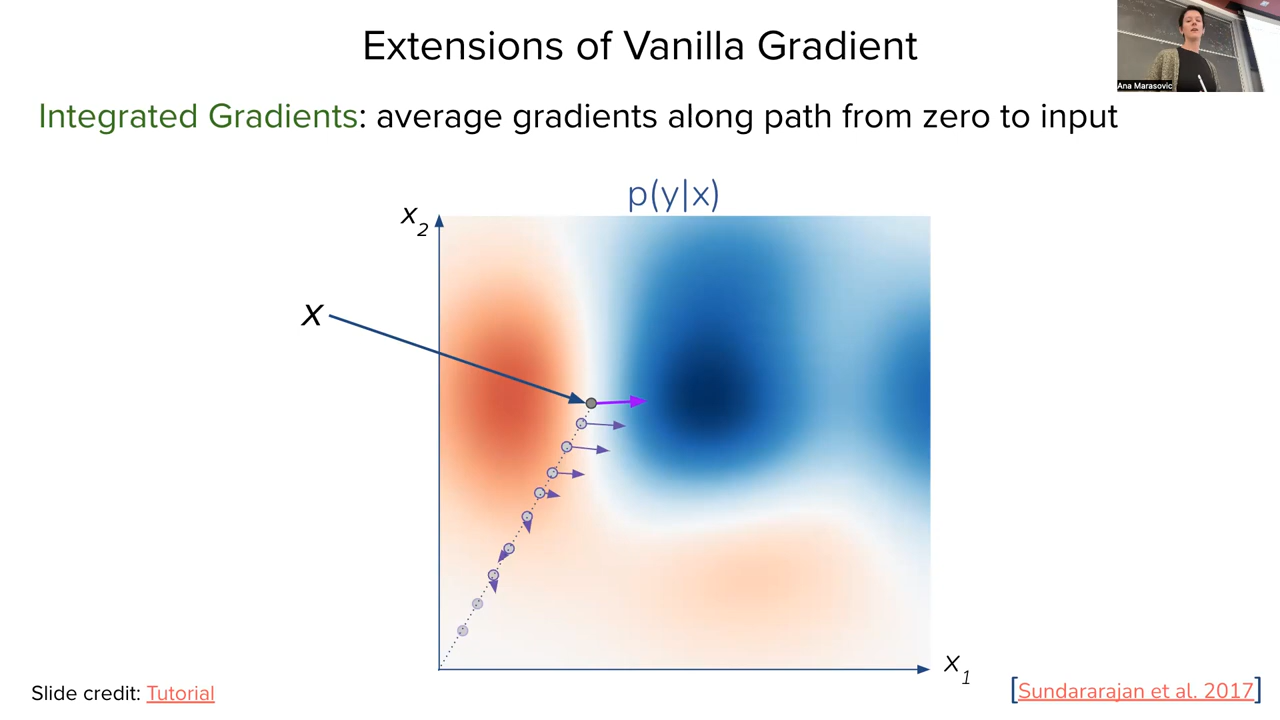 Extensions of Vanilla Gradient
Ana Marasovic
Integrated Gradients: average gradients along path from zero to input
p(y|x)
x2
x
x1
Slide credit: Tutorial
[Sundararajan et al. 2017]